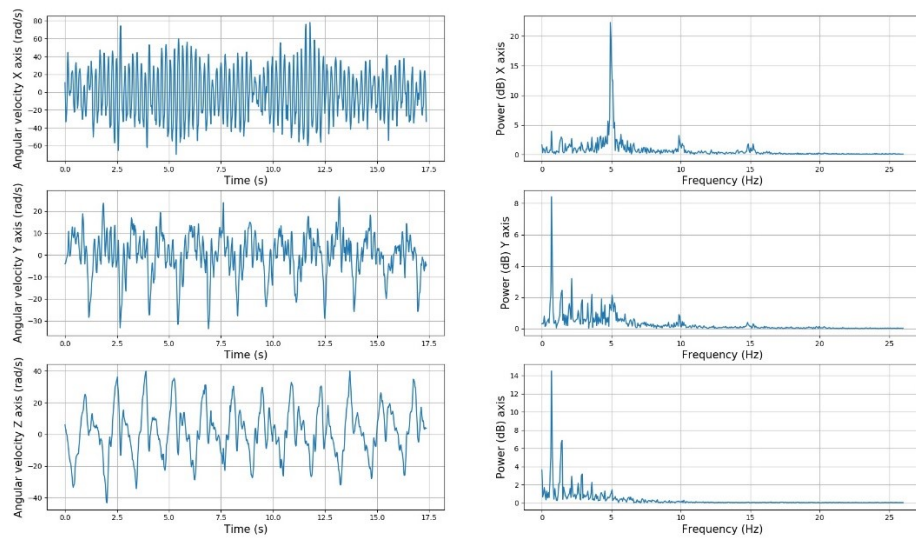 Angular velocity X axis (rad/s)
80
60
40
20
0
−20
−40
−60
0.0 2.5 5.0 7.5 10.0 12.5 15.0 17.5
Time (s)
Power (dB) X axis
20
15
10
5
0
0 5 10 15 20 25
Frequency (Hz)
Angular velocity Y axis (rad/s)
20
10
0
−10
−20
−30
0.0 2.5 5.0 7.5 10.0 12.5 15.0 17.5
Time (s)
Power (dB) Y axis
8
6
4
2
0
0 5 10 15 20 25
Frequency (Hz)
Angular velocity Z axis (rad/s)
40
20
0
−20
−40
0.0 2.5 5.0 7.5 10.0 12.5 15.0 17.5
Time (s)
Power (dB) Z axis
14
12
10
8
6
4
2
0
0 5 10 15 20 25
Frequency (Hz)